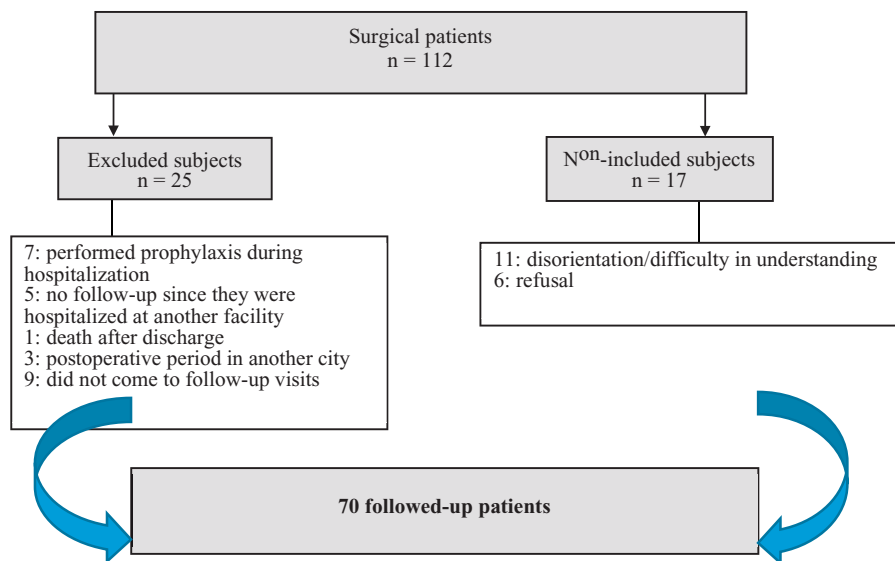 Surgical patients
n = 112
Excluded subjects
n = 25
Non-included subjects
n = 17
7: performed prophylaxis during
hospitalization
5: no follow-up since they were
hospitalized at another facility
1: death after discharge
3: postoperative period in another city
9: did not come to follow-up visits
11: disorientation/difficulty in understanding
6: refusal
70 followed-up patients